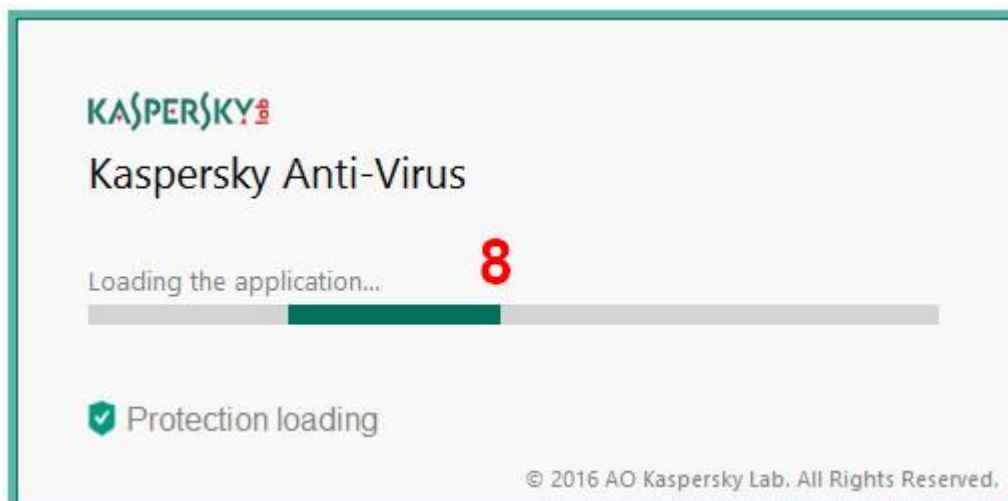 KASPERSKY lab
Kaspersky Anti-Virus
8
Loading the application...
Protection loading
© 2016 AO Kaspersky Lab. All Rights Reserved.